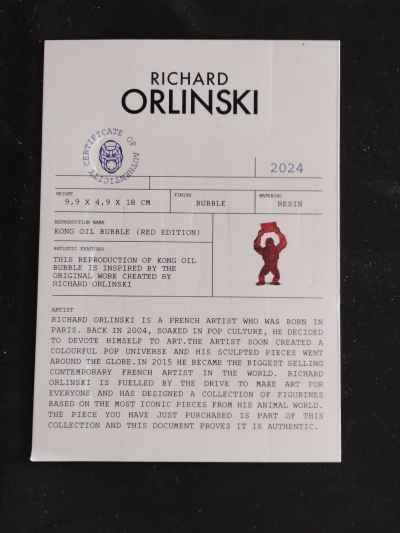 RICHARD
ORLINSKI
CERTIFICATE OF AUTHENTICITY
2024
HEIGHT
9,9 X 4,9 X 18 CM
FINISH
BUBBLE
MATERIAL
RESIN
REPRODUCTION NAME
KONG OIL BUBBLE (RED EDITION)
ARTISTIC FEATURES
THIS REPRODUCTION OF KONG OIL
BUBBLE IS INSPIRED BY THE
ORIGINAL WORK CREATED BY
RICHARD ORLINSKI
ARTIST
RICHARD ORLINSKI IS A FRENCH ARTIST WHO WAS BORN IN
PARIS. BACK IN 2004, SOAKED IN POP CULTURE, HE DECIDED
TO DEVOTE HIMSELF TO ART.THE ARTIST SOON CREATED A
COLOURFUL POP UNIVERSE AND HIS SCULPTED PIECES WENT
AROUND THE GLOBE.IN 2015 HE BECAME THE BIGGEST SELLING
CONTEMPORARY FRENCH ARTIST IN THE WORLD. RICHARD
ORLINSKI IS FUELLED BY THE DRIVE TO MAKE ART FOR
EVERYONE AND HAS DESIGNED A COLLECTION OF FIGURINES
BASED ON THE MOST ICONIC PIECES FROM HIS ANIMAL WORLD.
THE PIECE YOU HAVE JUST PURCHASED IS PART OF THIS
COLLECTION AND THIS DOCUMENT PROVES IT IS AUTHENTIC.